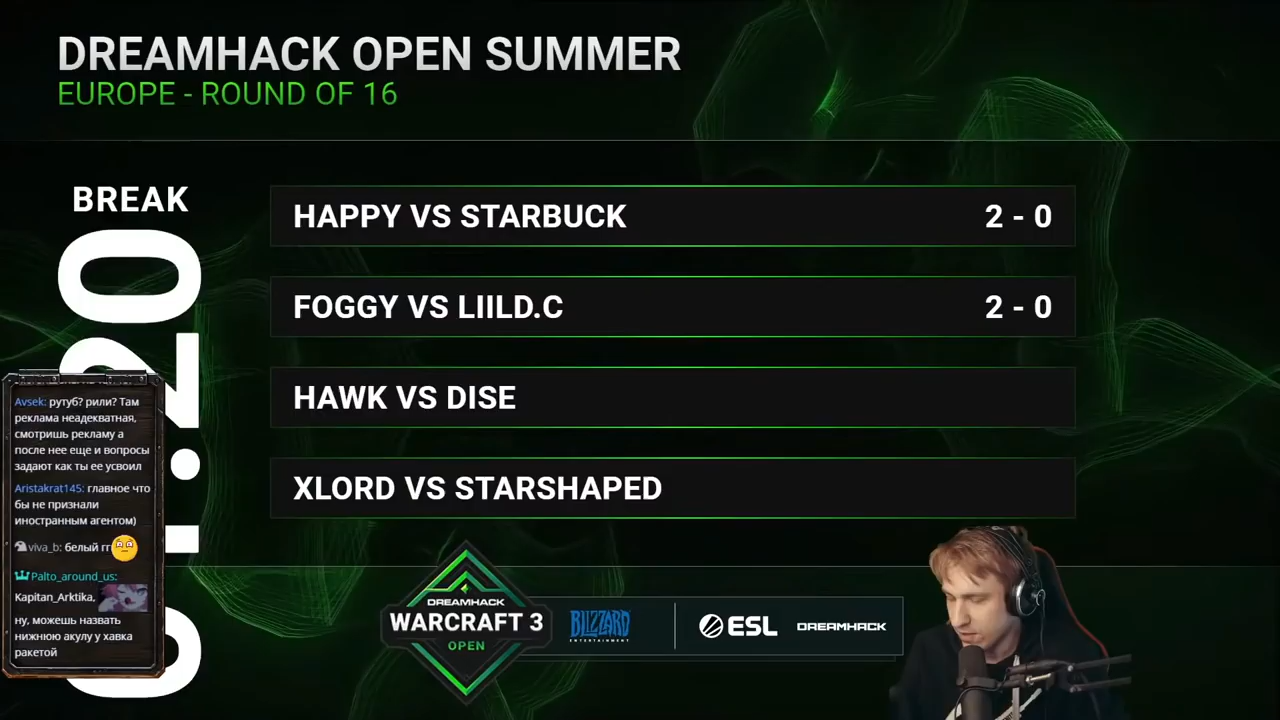 DREAMHACK OPEN SUMMER
EUROPE - ROUND OF 16
BREAK
HAPPY VS STARBUCK 2 - 0
FOGGY VS LIILD.C 2 - 0
HAWK VS DISE
XLORD VS STARSHAPED
Avsek: рутуб? рили? Там
реклама неадекватная,
смотришь рекламу а
после нее еще и вопросы
задают как ты ее усвоил
Aristakrat145: главное что
бы не признали
иностранным агентом)
viva_b: белый гг
Palto_around_us:
Kapitan_Arktika,
ну, можешь назвать
нижнюю акулу у хавка
ракетой
DREAMHACK
WARCRAFT 3
OPEN
BLIZZARD
ENTERTAINMENT
ESL
DREAMHACK